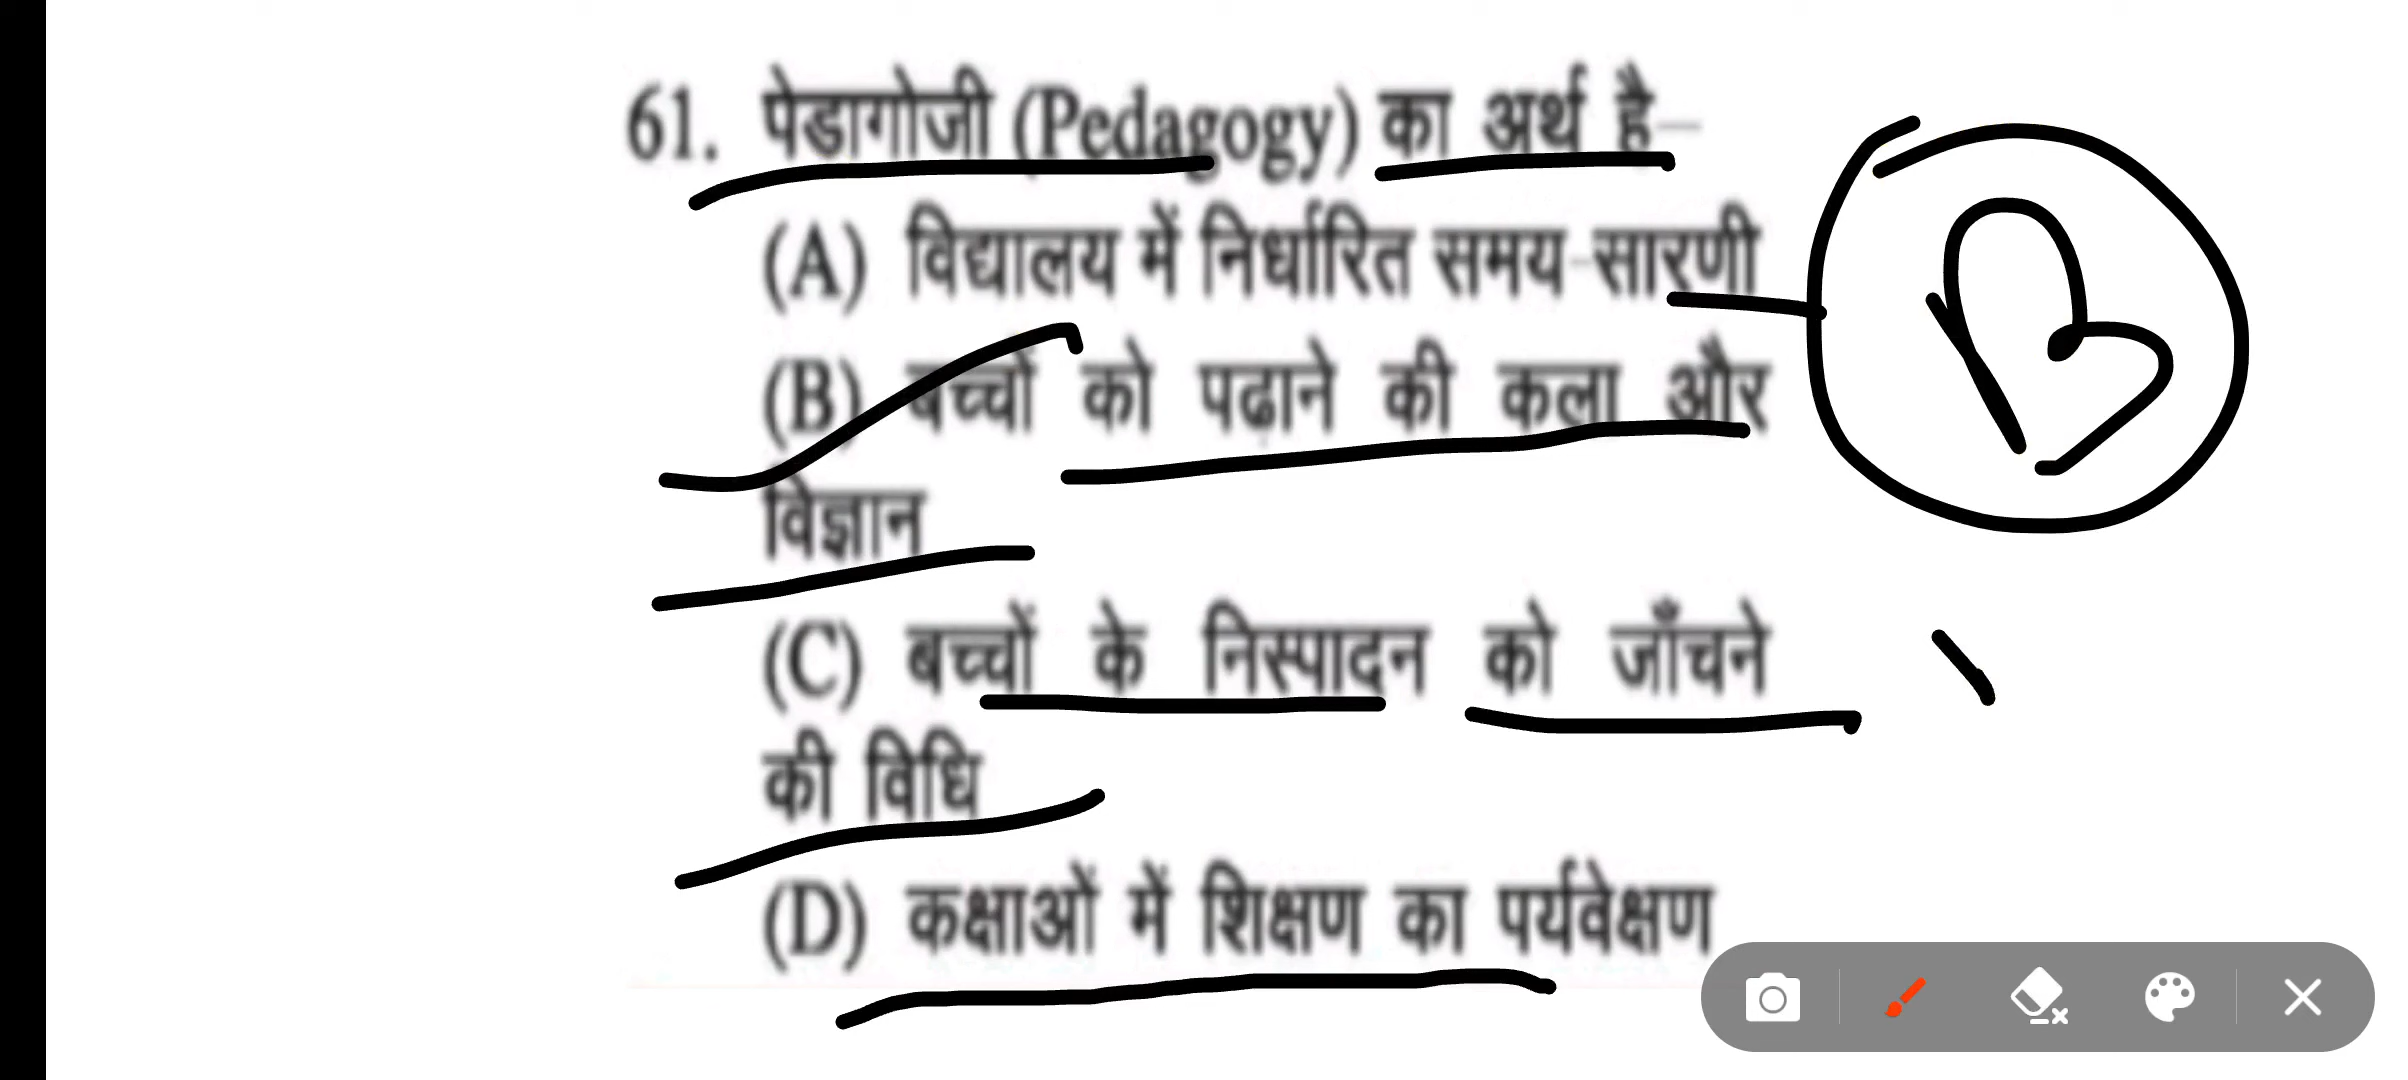 61. पेडागोजी (Pedagogy) का अर्थ है–
(A) विद्यालय में निर्धारित समय-सारणी
(B) बच्चों को पढ़ाने की कला और
विज्ञान
(C) बच्चों के निस्पादन को जाँचने
की विधि
(D) कक्षाओं में शिक्षण का पर्यवेक्षण
B